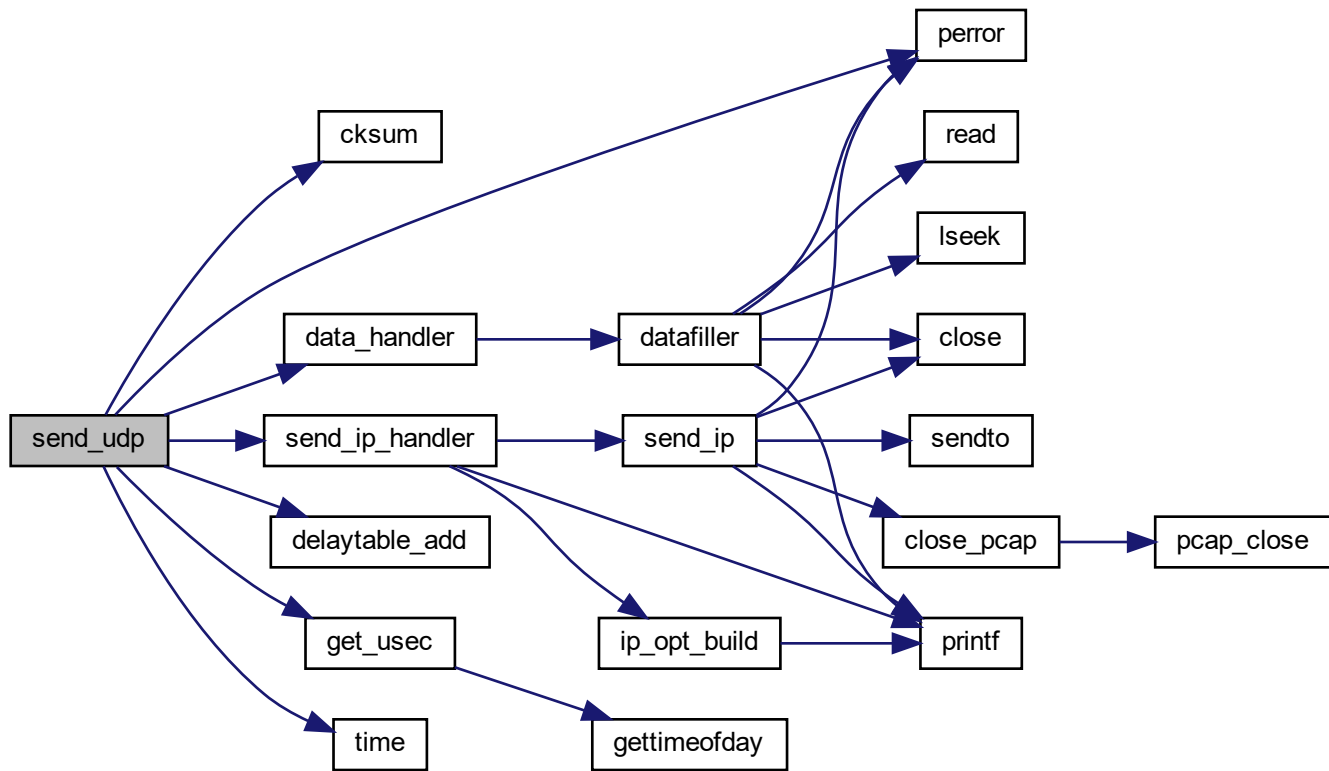 perror
cksum
read
lseek
data_handler
datafiller
close
send_udp
send_ip_handler
send_ip
sendto
delaytable_add
close_pcap
pcap_close
get_usec
ip_opt_build
printf
time
gettimeofday